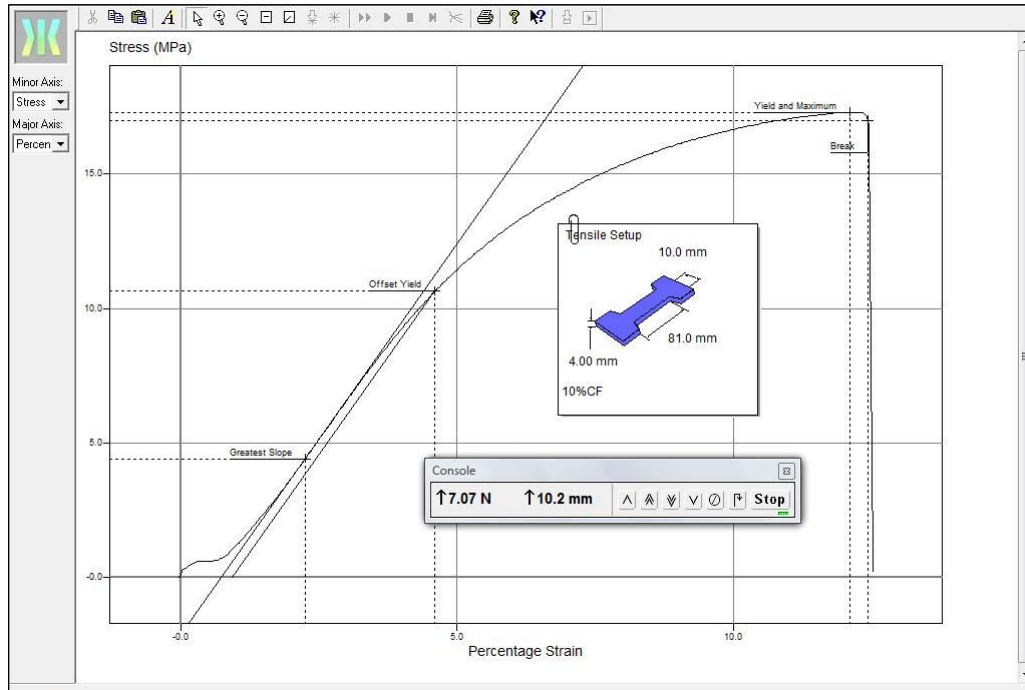 Stress (MPa)
Minor Axis:
Stress
Major Axis:
Percen
Yield and Maximum
Break
15.0
Tensile Setup
10.0 mm
81.0 mm
4.00 mm
10%CF
Offset Yield
10.0
5.0
Greatest Slope
Console
↑7.07 N ↑10.2 mm Stop
-0.0
-0.0 5.0 10.0
Percentage Strain